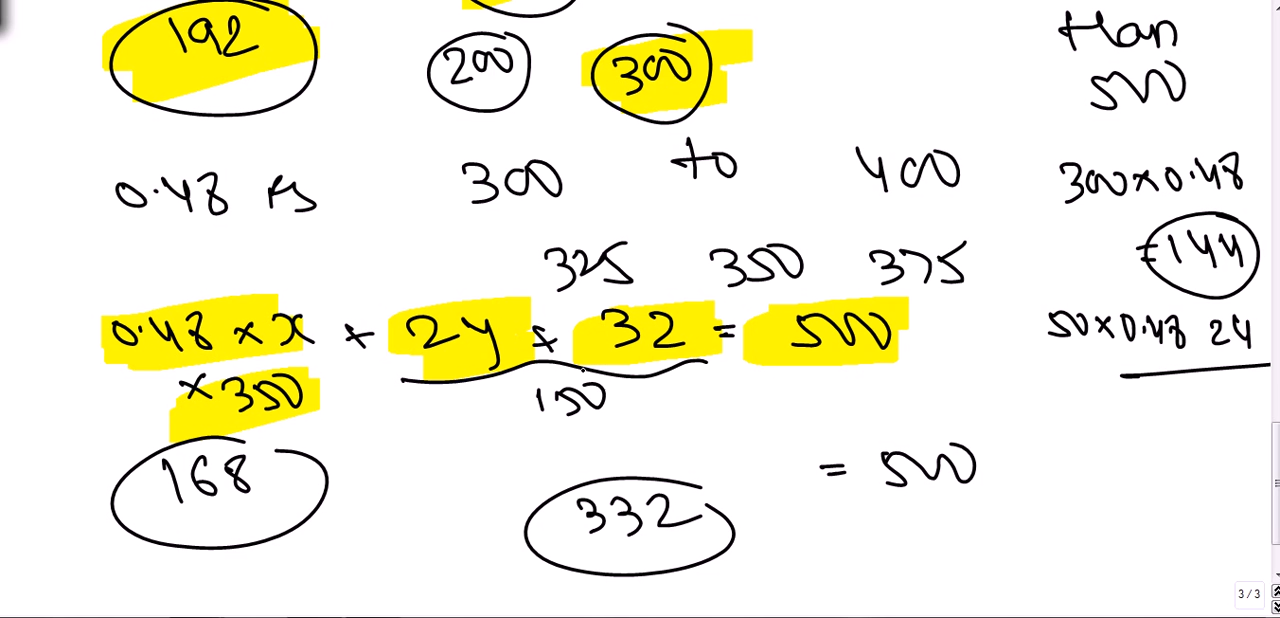 192 200 300 Han
500
0.48 Rs 300 to 400 300 x 0.48
325 350 375 = 144
0.48 x x + 2y + 32 = 500 50 x 0.48 24
x 350 150
168 332 = 500
3 / 3